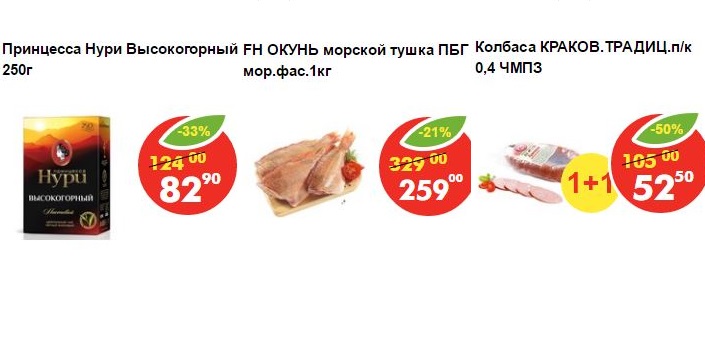 Принцесса Нури Высокогорный
250г
-33%
124 00
82 90
ПРИНЦЕССА
Нури
ВЫСОКОГОРНЫЙ
FH ОКУНЬ морской тушка ПБГ
мор.фас.1кг
-21%
329 00
259 00
Колбаса КРАКОВ.ТРАДИЦ.п/к
0,4 ЧМПЗ
1+1
-50%
105 00
52 50